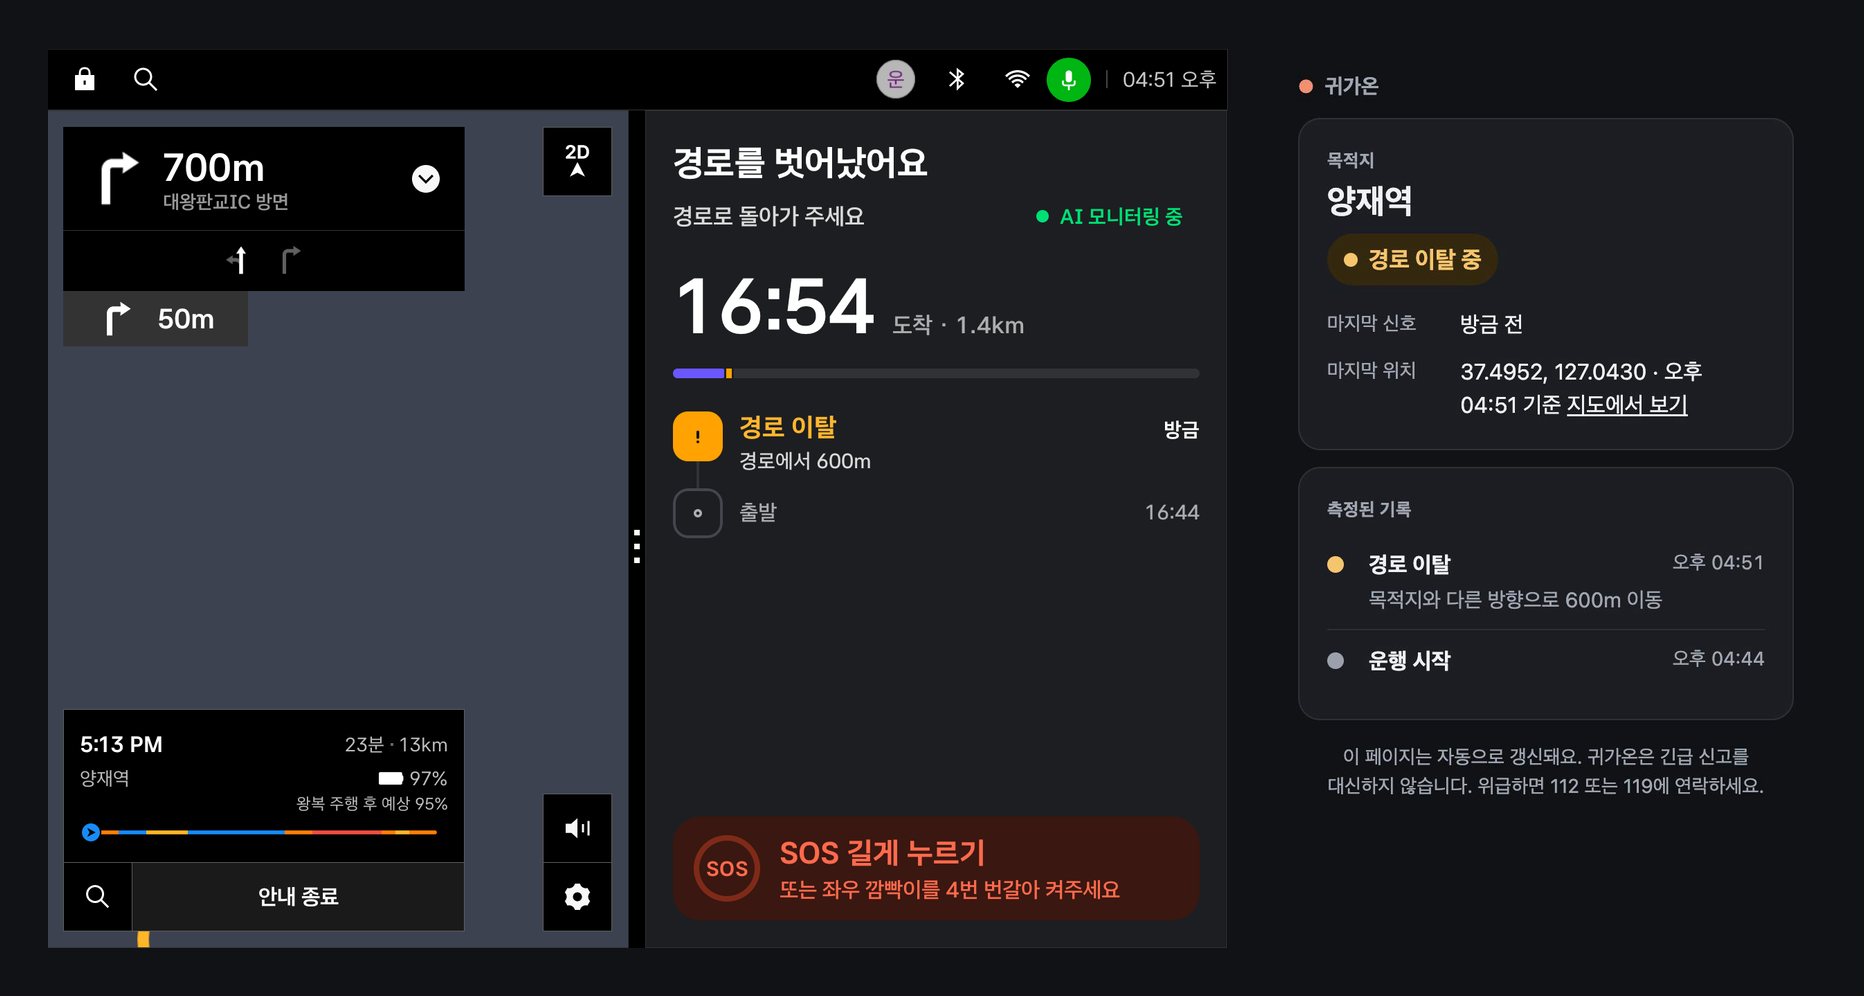 운
04:51 오후
700m
대왕판교IC 방면
50m
2D
5:13 PM
23분 · 13km
양재역
97%
왕복 주행 후 예상 95%
안내 종료
경로를 벗어났어요
경로로 돌아가 주세요
AI 모니터링 중
16:54 도착 · 1.4km
!
경로 이탈
방금
경로에서 600m
출발
16:44
SOS
SOS 길게 누르기
또는 좌우 깜빡이를 4번 번갈아 켜주세요
귀가온
목적지
양재역
경로 이탈 중
마지막 신호
방금 전
마지막 위치
37.4952, 127.0430 · 오후
04:51 기준 지도에서 보기
측정된 기록
경로 이탈
오후 04:51
목적지와 다른 방향으로 600m 이동
운행 시작
오후 04:44
이 페이지는 자동으로 갱신돼요. 귀가온은 긴급 신고를
대신하지 않습니다. 위급하면 112 또는 119에 연락하세요.